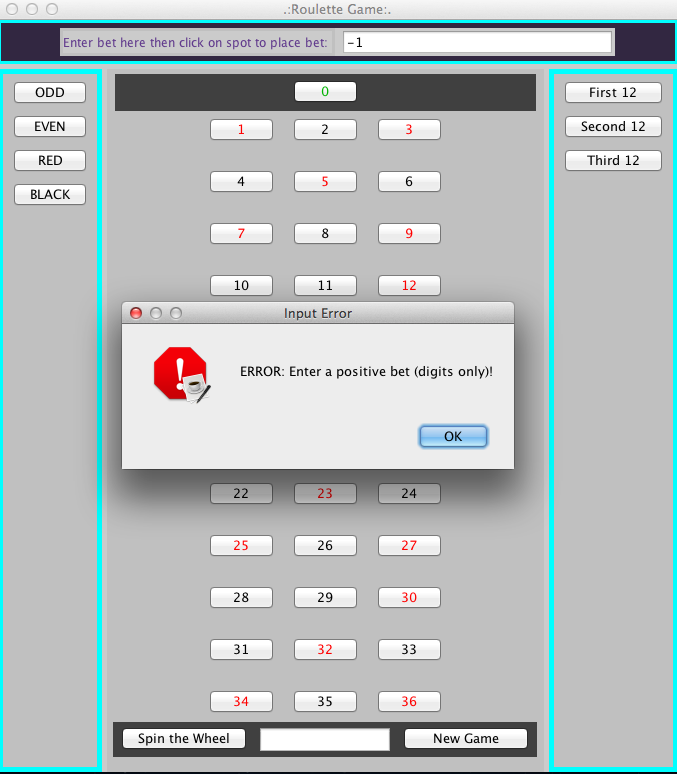 .:Roulette Game:.
Enter bet here then click on spot to place bet: -1
ODD
EVEN
RED
BLACK
0
1 2 3
4 5 6
7 8 9
10 11 12
First 12
Second 12
Third 12
Input Error
ERROR: Enter a positive bet (digits only)!
OK
22 23 24
25 26 27
28 29 30
31 32 33
34 35 36
Spin the Wheel New Game